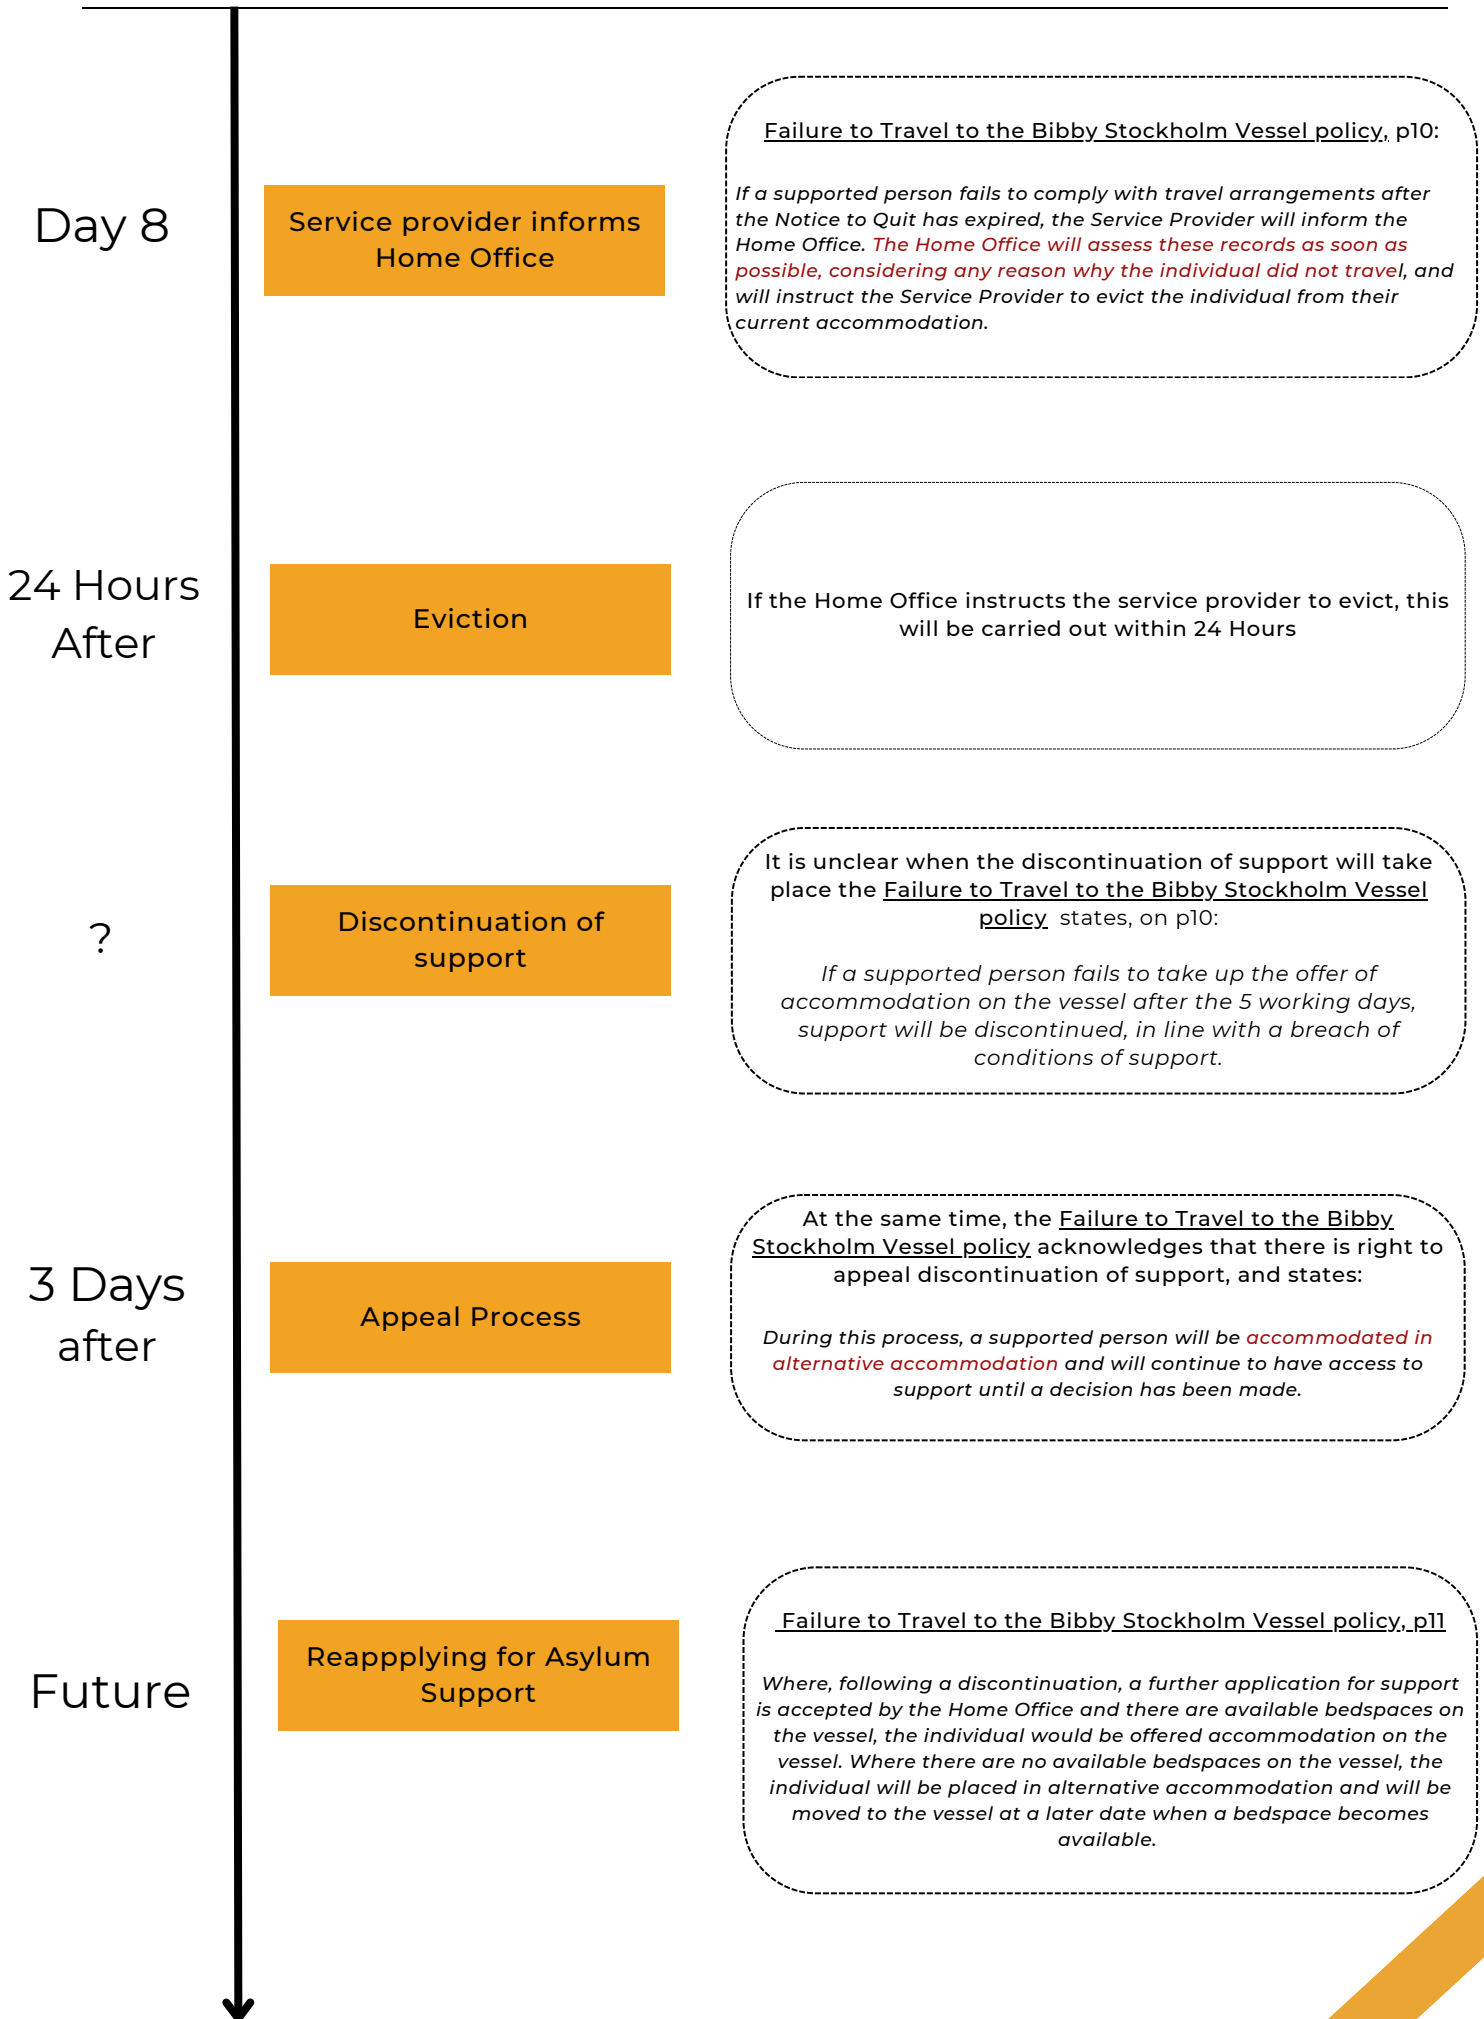 Day 8
Service provider informs
Home Office
Failure to Travel to the Bibby Stockholm Vessel policy, p10:
If a supported person fails to comply with travel arrangements after
the Notice to Quit has expired, the Service Provider will inform the
Home Office. The Home Office will assess these records as soon as
possible, considering any reason why the individual did not travel, and
will instruct the Service Provider to evict the individual from their
current accommodation.
24 Hours
After
Eviction
If the Home Office instructs the service provider to evict, this
will be carried out within 24 Hours
?
Discontinuation of
support
It is unclear when the discontinuation of support will take
place the Failure to Travel to the Bibby Stockholm Vessel
policy states, on p10:
If a supported person fails to take up the offer of
accommodation on the vessel after the 5 working days,
support will be discontinued, in line with a breach of
conditions of support.
3 Days
after
Appeal Process
At the same time, the Failure to Travel to the Bibby
Stockholm Vessel policy acknowledges that there is right to
appeal discontinuation of support, and states:
During this process, a supported person will be accommodated in
alternative accommodation and will continue to have access to
support until a decision has been made.
Future
Reappplying for Asylum
Support
Failure to Travel to the Bibby Stockholm Vessel policy, p11
Where, following a discontinuation, a further application for support
is accepted by the Home Office and there are available bedspaces on
the vessel, the individual would be offered accommodation on the
vessel. Where there are no available bedspaces on the vessel, the
individual will be placed in alternative accommodation and will be
moved to the vessel at a later date when a bedspace becomes
available.